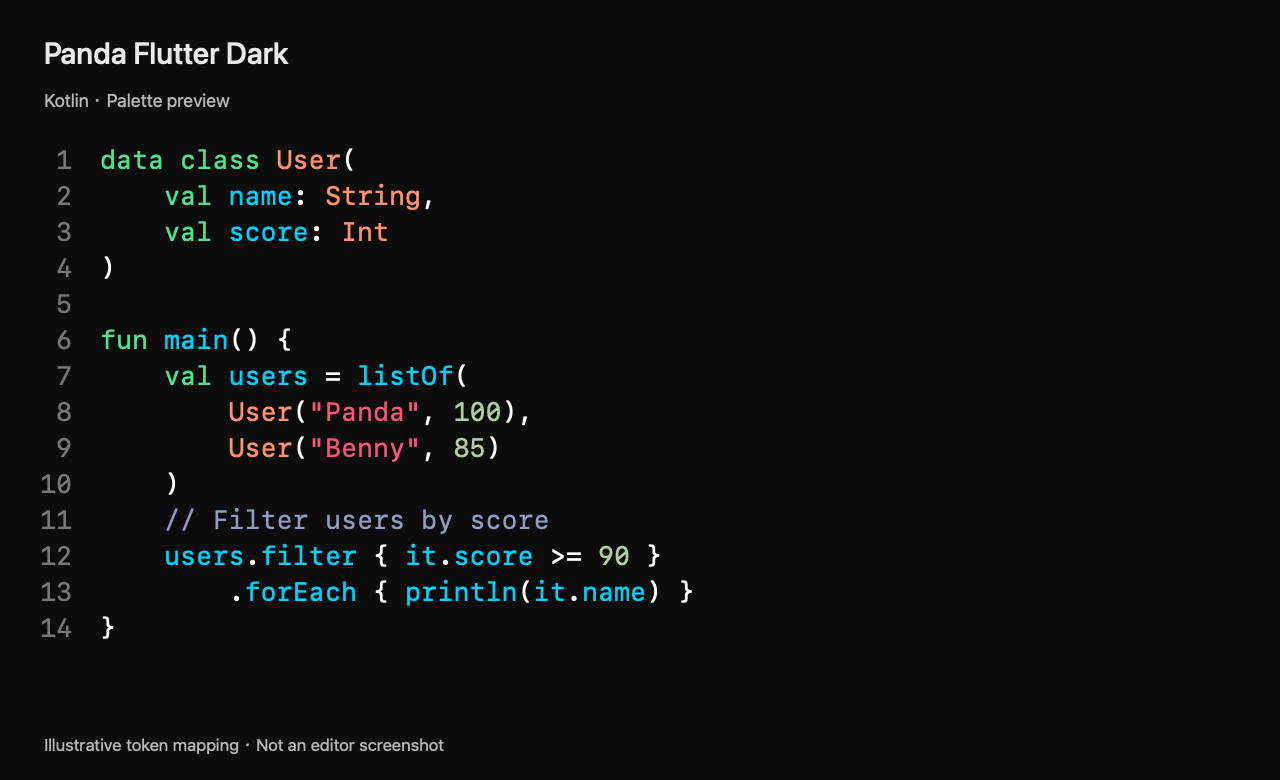 Panda Flutter Dark
Kotlin · Palette preview
1 data class User(
2     val name: String,
3     val score: Int
4 )
5
6 fun main() {
7     val users = listOf(
8         User("Panda", 100),
9         User("Benny", 85)
10     )
11     // Filter users by score
12     users.filter { it.score >= 90 }
13         .forEach { println(it.name) }
14 }
Illustrative token mapping · Not an editor screenshot